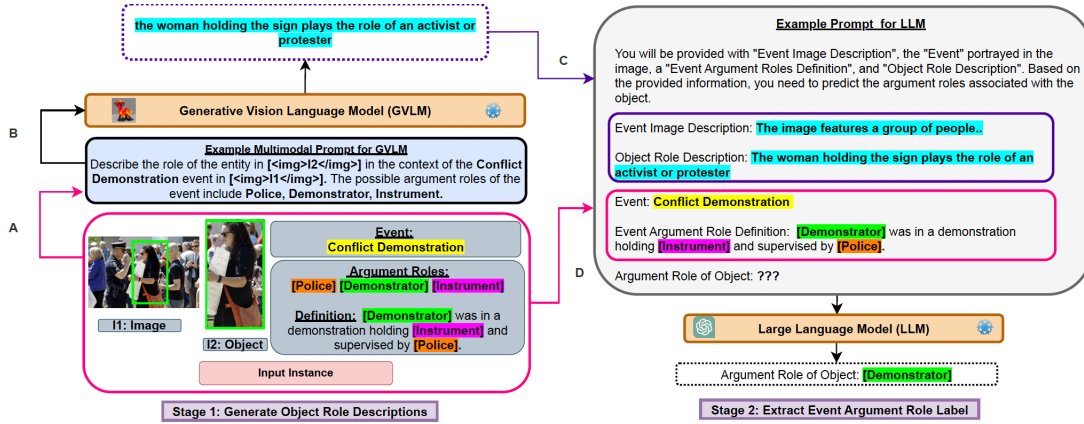 the woman holding the sign plays the role of an activist or
protester
B
Generative Vision Language Model (GVLM)
Example Multimodal Prompt for GVLM
Describe the role of the entity in [<img>I2</img>] in the context of the Conflict
Demonstration event in [<img>I1</img>]. The possible argument roles of the
event include Police, Demonstrator, Instrument.
A
I1: Image
I2: Object
Event:
Conflict Demonstration
Argument Roles:
[Police] [Demonstrator] [Instrument]
Definition: [Demonstrator] was in a
demonstration holding [Instrument] and
supervised by [Police].
Input Instance
Stage 1: Generate Object Role Descriptions
C
D
Example Prompt for LLM
You will be provided with "Event Image Description", the "Event" portrayed in the
image, a "Event Argument Roles Definition", and "Object Role Description". Based on
the provided information, you need to predict the argument roles associated with the
object.
Event Image Description: The image features a group of people..
Object Role Description: The woman holding the sign plays the role of an
activist or protester
Event: Conflict Demonstration
Event Argument Role Definition: [Demonstrator] was in a demonstration
holding [Instrument] and supervised by [Police].
Argument Role of Object: ???
Large Language Model (LLM)
Argument Role of Object: [Demonstrator]
Stage 2: Extract Event Argument Role Label